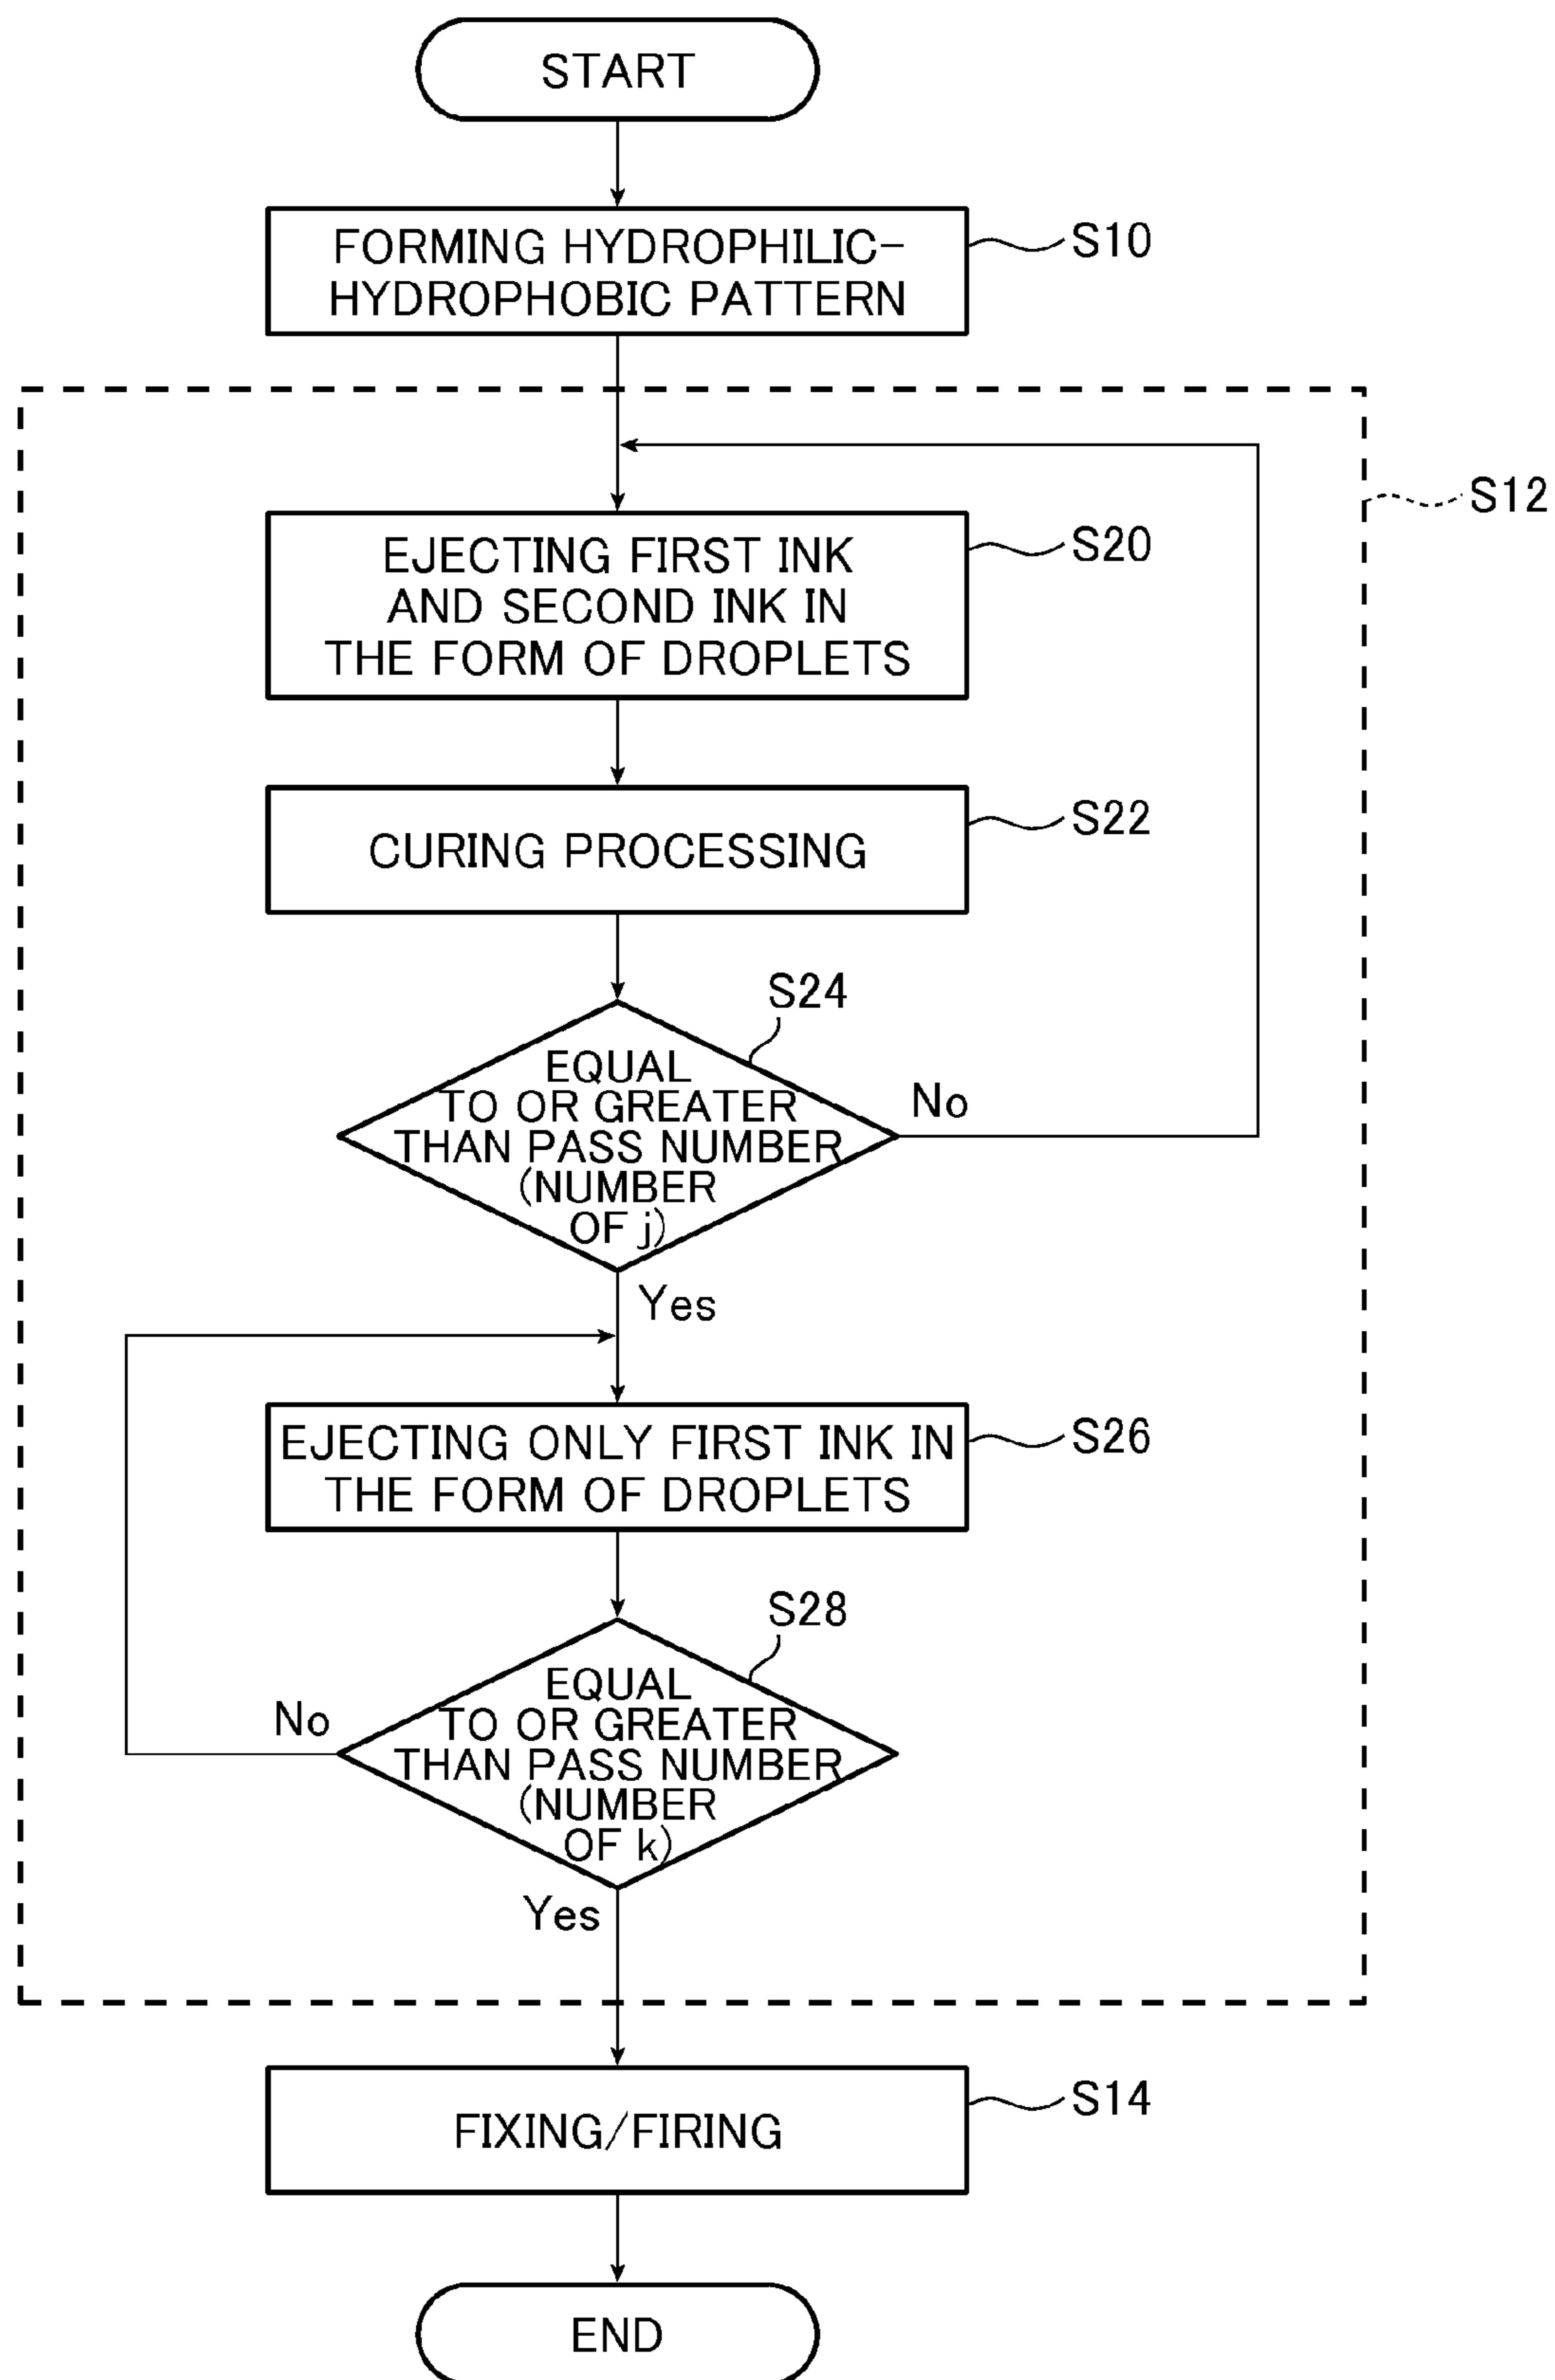 START
FORMING HYDROPHILIC-
HYDROPHOBIC PATTERN
S10
S12
EJECTING FIRST INK
AND SECOND INK IN
THE FORM OF DROPLETS
S20
CURING PROCESSING
S22
S24
EQUAL
TO OR GREATER
THAN PASS NUMBER
(NUMBER
OF j)
No
Yes
EJECTING ONLY FIRST INK IN
THE FORM OF DROPLETS
S26
S28
EQUAL
TO OR GREATER
THAN PASS NUMBER
(NUMBER
OF k)
No
Yes
FIXING/FIRING
S14
END